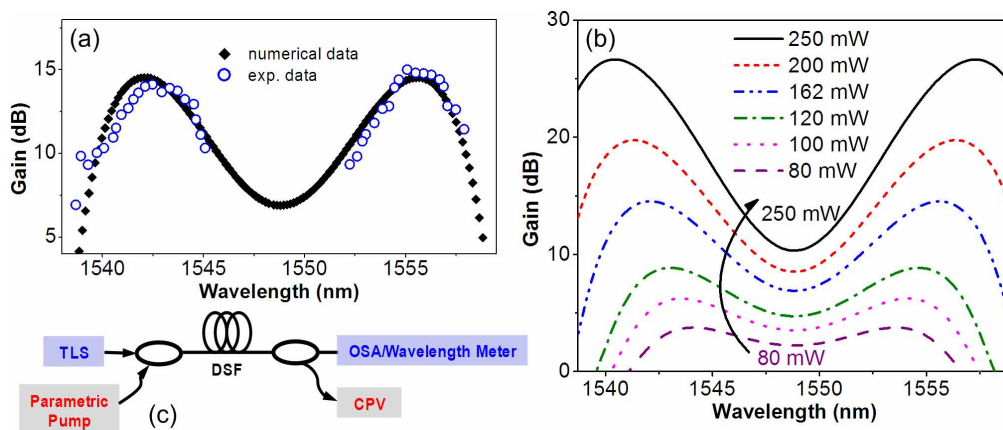 (a)
numerical data
exp. data
15
10
5
Gain (dB)
1540
1545
1550
1555
Wavelength (nm)
TLS
DSF
OSA/Wavelength Meter
Parametric
Pump
(c)
CPV
(b)
250 mW
200 mW
162 mW
120 mW
100 mW
80 mW
250 mW
80 mW
30
20
10
0
Gain (dB)
1540
1545
1550
1555
Wavelength (nm)